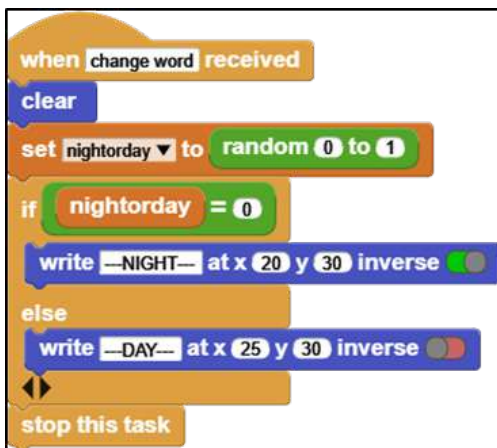 when change word received
clear
set nightorday to random 0 to 1
if nightorday = 0
write ---NIGHT--- at x 20 y 30 inverse
else
write ---DAY--- at x 25 y 30 inverse
stop this task